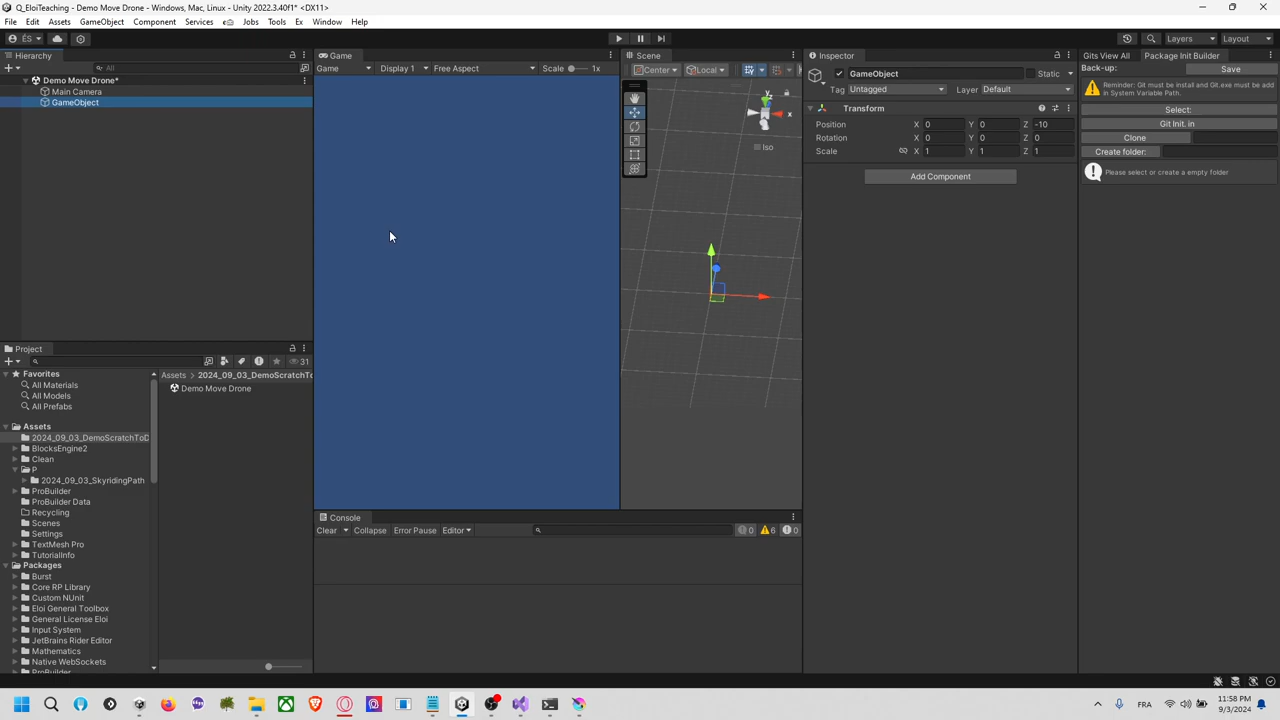 Q_EloiTeaching - Demo Move Drone - Windows, Mac, Linux - Unity 2022.3.40f1* <DX11>
File Edit Assets GameObject Component Services Jobs Tools Es Window Help
ÉS Layers Layout
Hierarchy
All
Demo Move Drone*
Main Camera
GameObject
Game
Game Display 1 Free Aspect Scale 1x
Scene
Center Local
y
x
Iso
Inspector
GameObject Static
Tag Untagged Layer Default
Transform
Position X 0 Y 0 Z -10
Rotation X 0 Y 0 Z 0
Scale X 1 Y 1 Z 1
Add Component
Gits View All Package Init Builder
Back-up: Save
Reminder: Git must be install and Git.exe must be add
in System Variable Path.
Select:
Git Init. in
Clone
Create folder:
Please select or create a empty folder
Project
31
Favorites
All Materials
All Models
All Prefabs
Assets
2024_09_03_DemoScratchToD
BlocksEngine2
Clean
P
2024_09_03_SkyridingPath
ProBuilder
ProBuilder Data
Recycling
Scenes
Settings
TextMesh Pro
TutorialInfo
Packages
Burst
Core RP Library
Custom NUnit
Eloi General Toolbox
General License Eloi
Input System
JetBrains Rider Editor
Mathematics
Native WebSockets
ProBuilder
Assets > 2024_09_03_DemoScratchTo
Demo Move Drone
Console
Clear Collapse Error Pause Editor 0 6 0
FRA
11:58 PM
9/3/2024